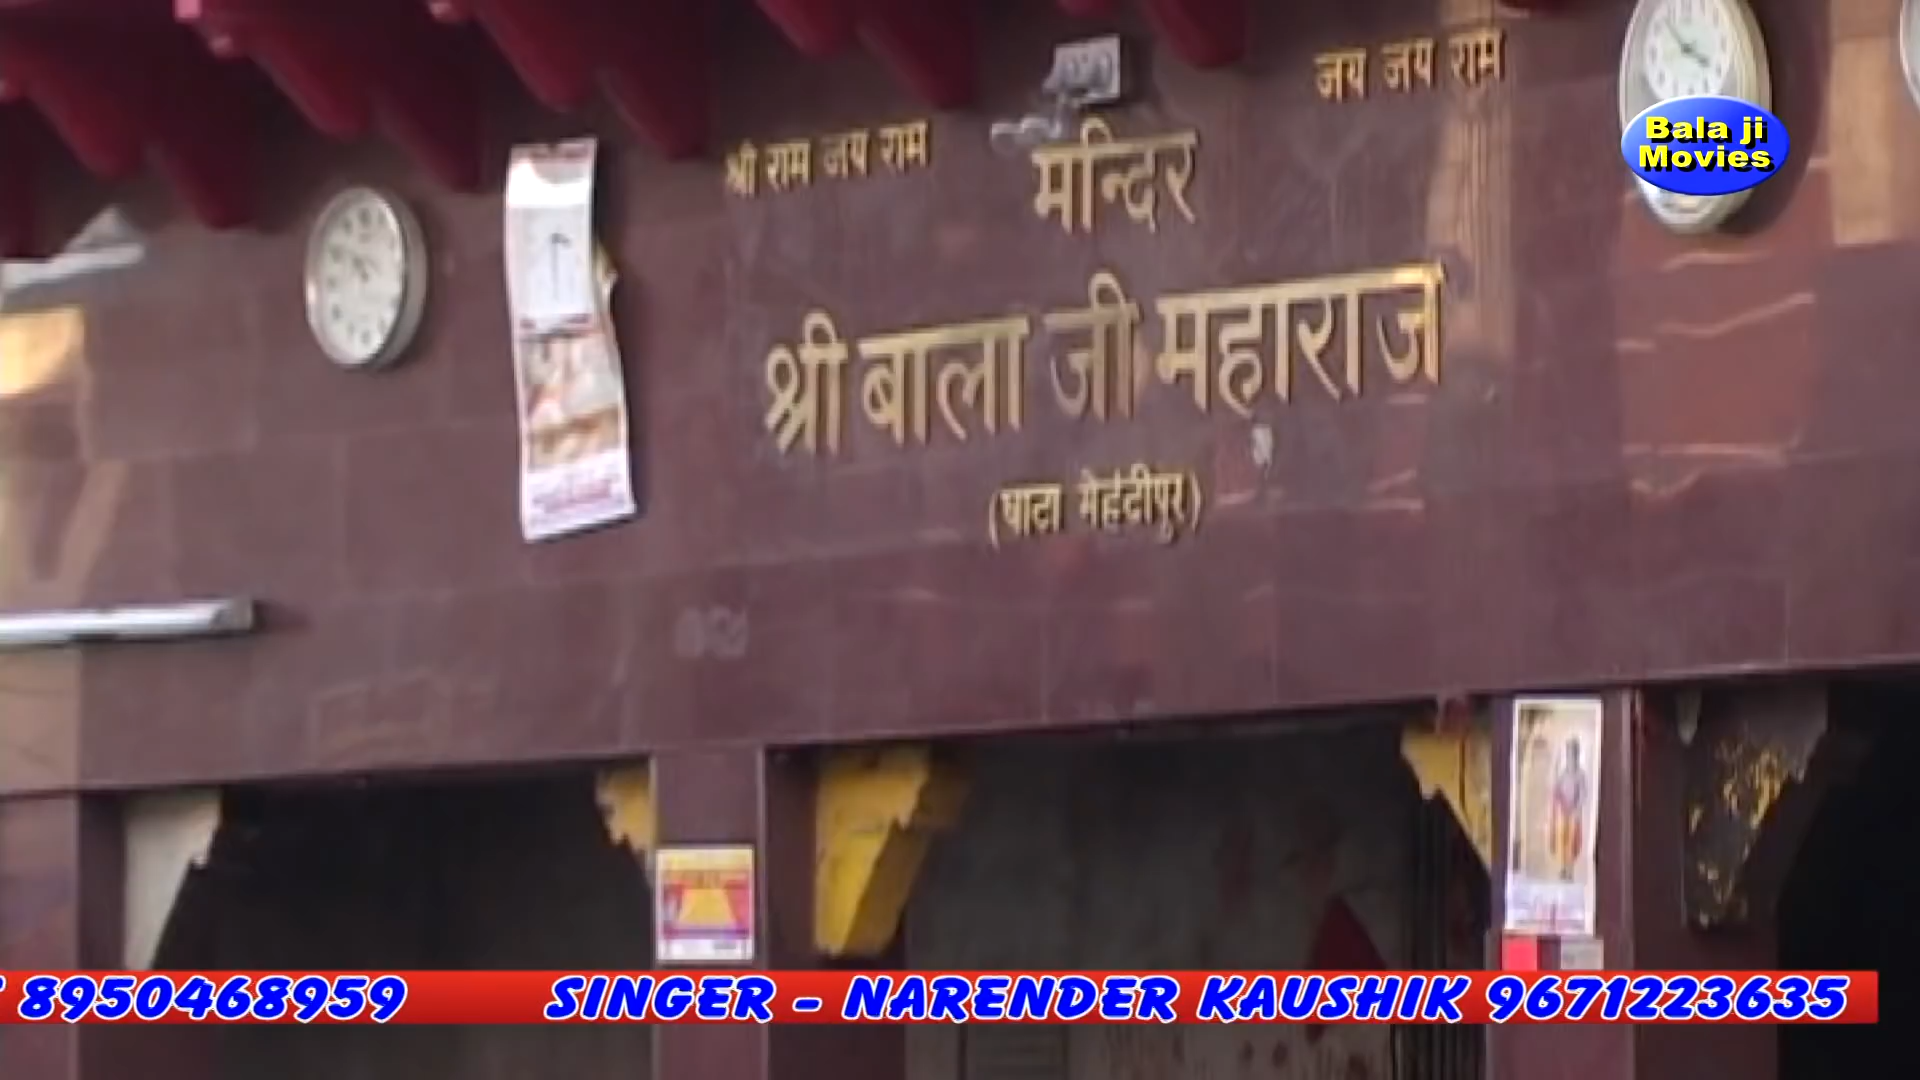 श्री राम जय राम
जय जय राम
मन्दिर
श्री बाला जी महाराज
(घाटा मेहंदीपुर)
Bala ji
Movies
8950468959 SINGER - NARENDER KAUSHIK 9671223635